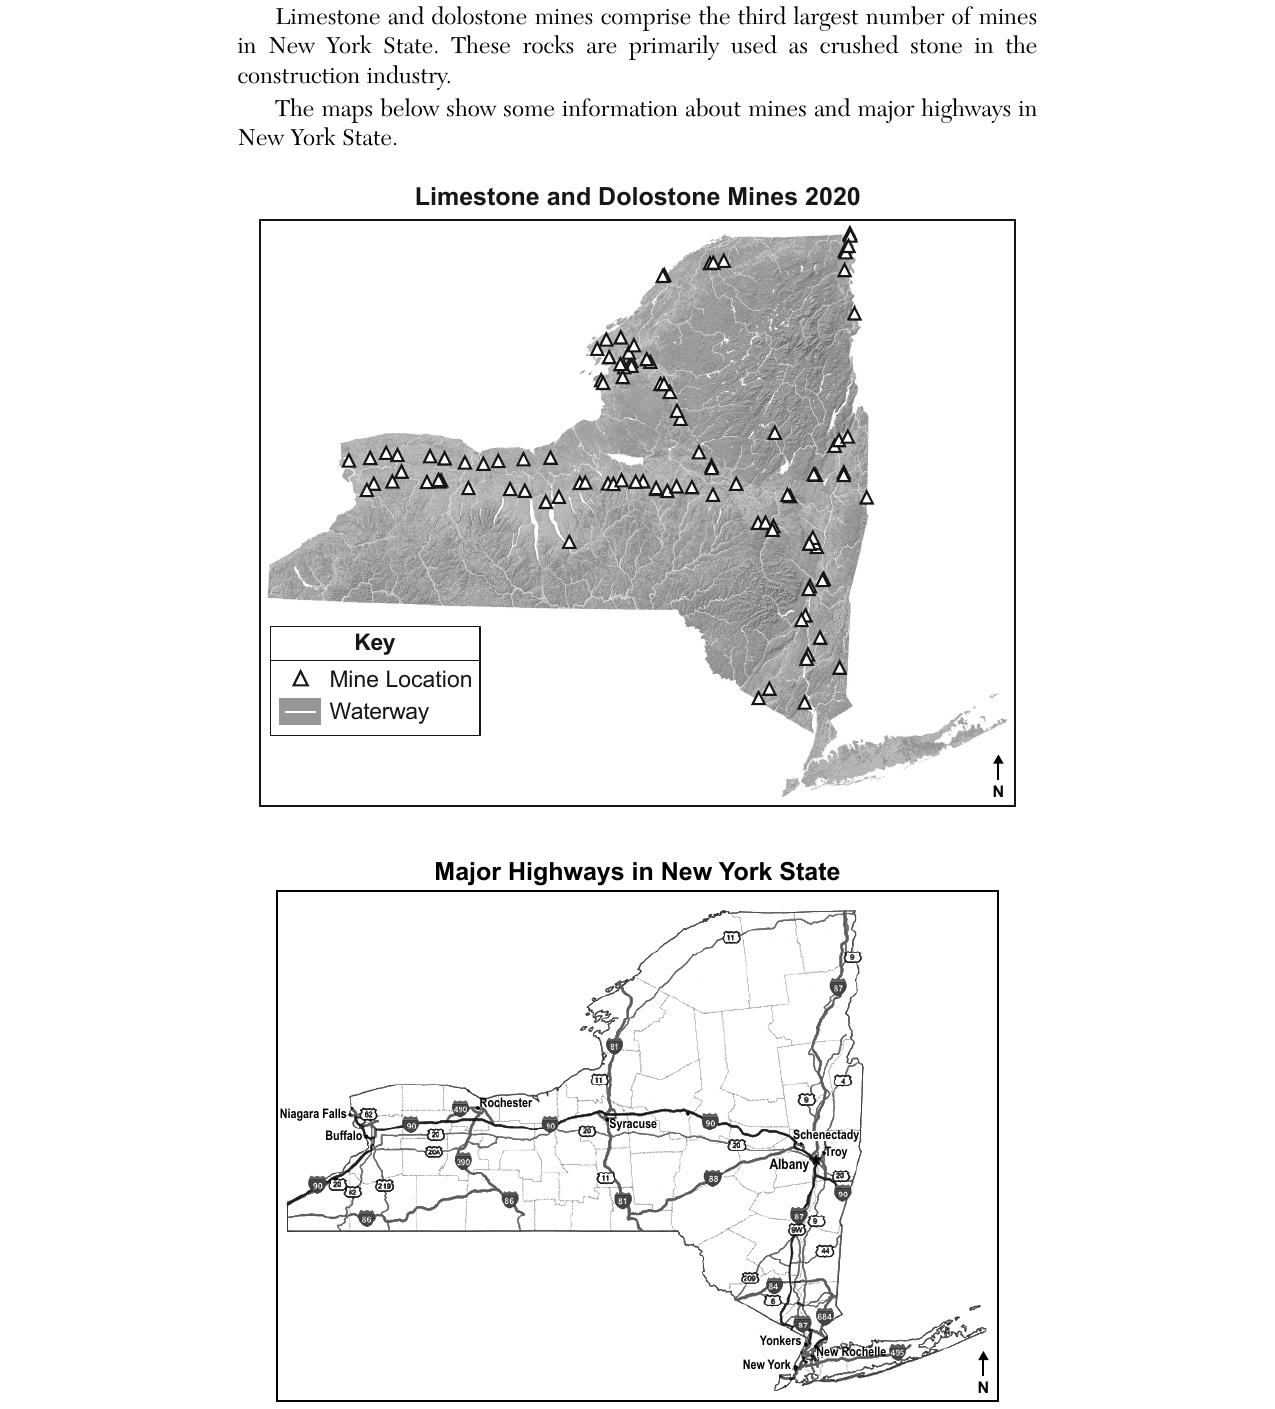 Limestone and dolostone mines comprise the third largest number of mines
in New York State. These rocks are primarily used as crushed stone in the
construction industry.
The maps below show some information about mines and major highways in
New York State.
Limestone and Dolostone Mines 2020
Key
Mine Location
Waterway
N
Major Highways in New York State
11
9
87
81
11
4
9
490
Rochester
Niagara Falls
62
90
90
Syracuse
90
Buffalo
20
20
20
Schenectady
20A
Troy
390
Albany
90
20
62
219
11
88
20
90
86
86
81
87
9W
9
44
209
84
6
684
87
Yonkers
New Rochelle
495
New York
N